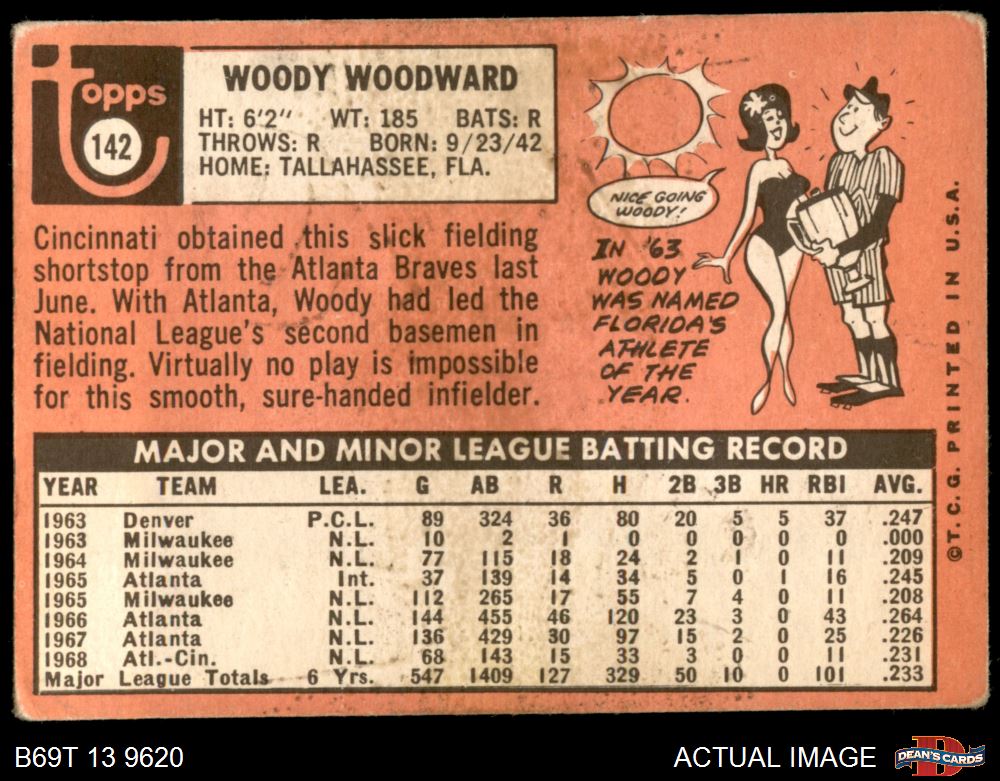 Topps
142
WOODY WOODWARD
HT: 6'2" WT: 185 BATS: R
THROWS: R BORN: 9/23/42
HOME: TALLAHASSEE, FLA.
Cincinnati obtained this slick fielding
shortstop from the Atlanta Braves last
June. With Atlanta, Woody had led the
National League's second basemen in
fielding. Virtually no play is impossible
for this smooth, sure-handed infielder.
NICE GOING
WOODY!
IN '63
WOODY
WAS NAMED
FLORIDA'S
ATHLETE
OF THE
YEAR.
MAJOR AND MINOR LEAGUE BATTING RECORD
YEAR TEAM LEA. G AB R H 2B 3B HR RBI AVG.
1963 Denver P.C.L. 89 324 36 80 20 5 5 37 .247
1963 Milwaukee N.L. 10 2 1 0 0 0 0 0 .000
1964 Milwaukee N.L. 77 115 18 24 2 1 0 11 .209
1965 Atlanta Int. 37 139 14 34 5 0 1 16 .245
1965 Milwaukee N.L. 112 265 17 55 7 4 0 11 .208
1966 Atlanta N.L. 144 455 46 120 23 3 0 43 .264
1967 Atlanta N.L. 136 429 30 97 15 2 0 25 .226
1968 Atl.-Cin. N.L. 68 143 15 33 3 0 0 11 .231
Major League Totals 6 Yrs. 547 1409 127 329 50 10 0 101 .233
©T. C. G. PRINTED IN U.S.A.
B69T 13 9620
ACTUAL IMAGE
DEAN'S CARDS